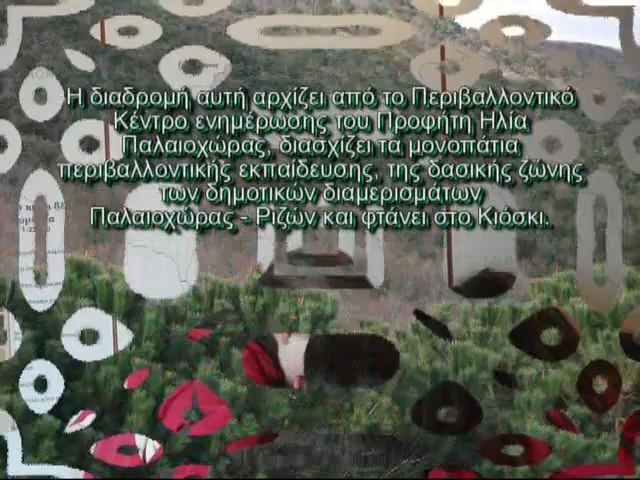 Η διαδρομή αυτή αρχίζει από το Περιβαλλοντικό
Κέντρο ενημέρωσης του Προφήτη Ηλία
Παλαιοχώρας, διασχίζει τα μονοπάτια
περιβαλλοντικής εκπαίδευσης, της δασικής ζώνης
των δημοτικών διαμερισμάτων
Παλαιοχώρας - Ριζών και φτάνει στο Κιόσκι.